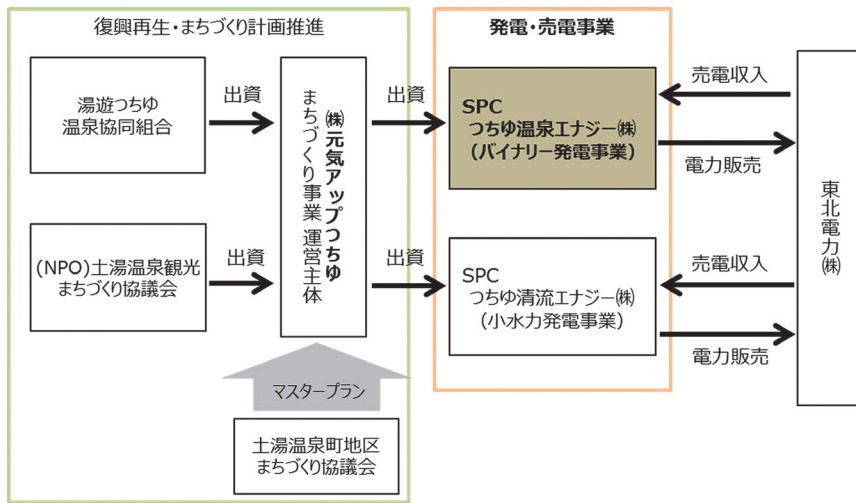 復興再生・まちづくり計画推進
湯遊つちゆ
温泉協同組合
出資
(NPO)土湯温泉観光
まちづくり協議会
出資
㈱元気アップつちゆ
まちづくり事業 運営主体
マスタープラン
土湯温泉町地区
まちづくり協議会
出資
出資
発電・売電事業
SPC
つちゆ温泉エナジー㈱
(バイナリー発電事業)
SPC
つちゆ清流エナジー㈱
(小水力発電事業)
売電収入
電力販売
売電収入
電力販売
東北電力㈱